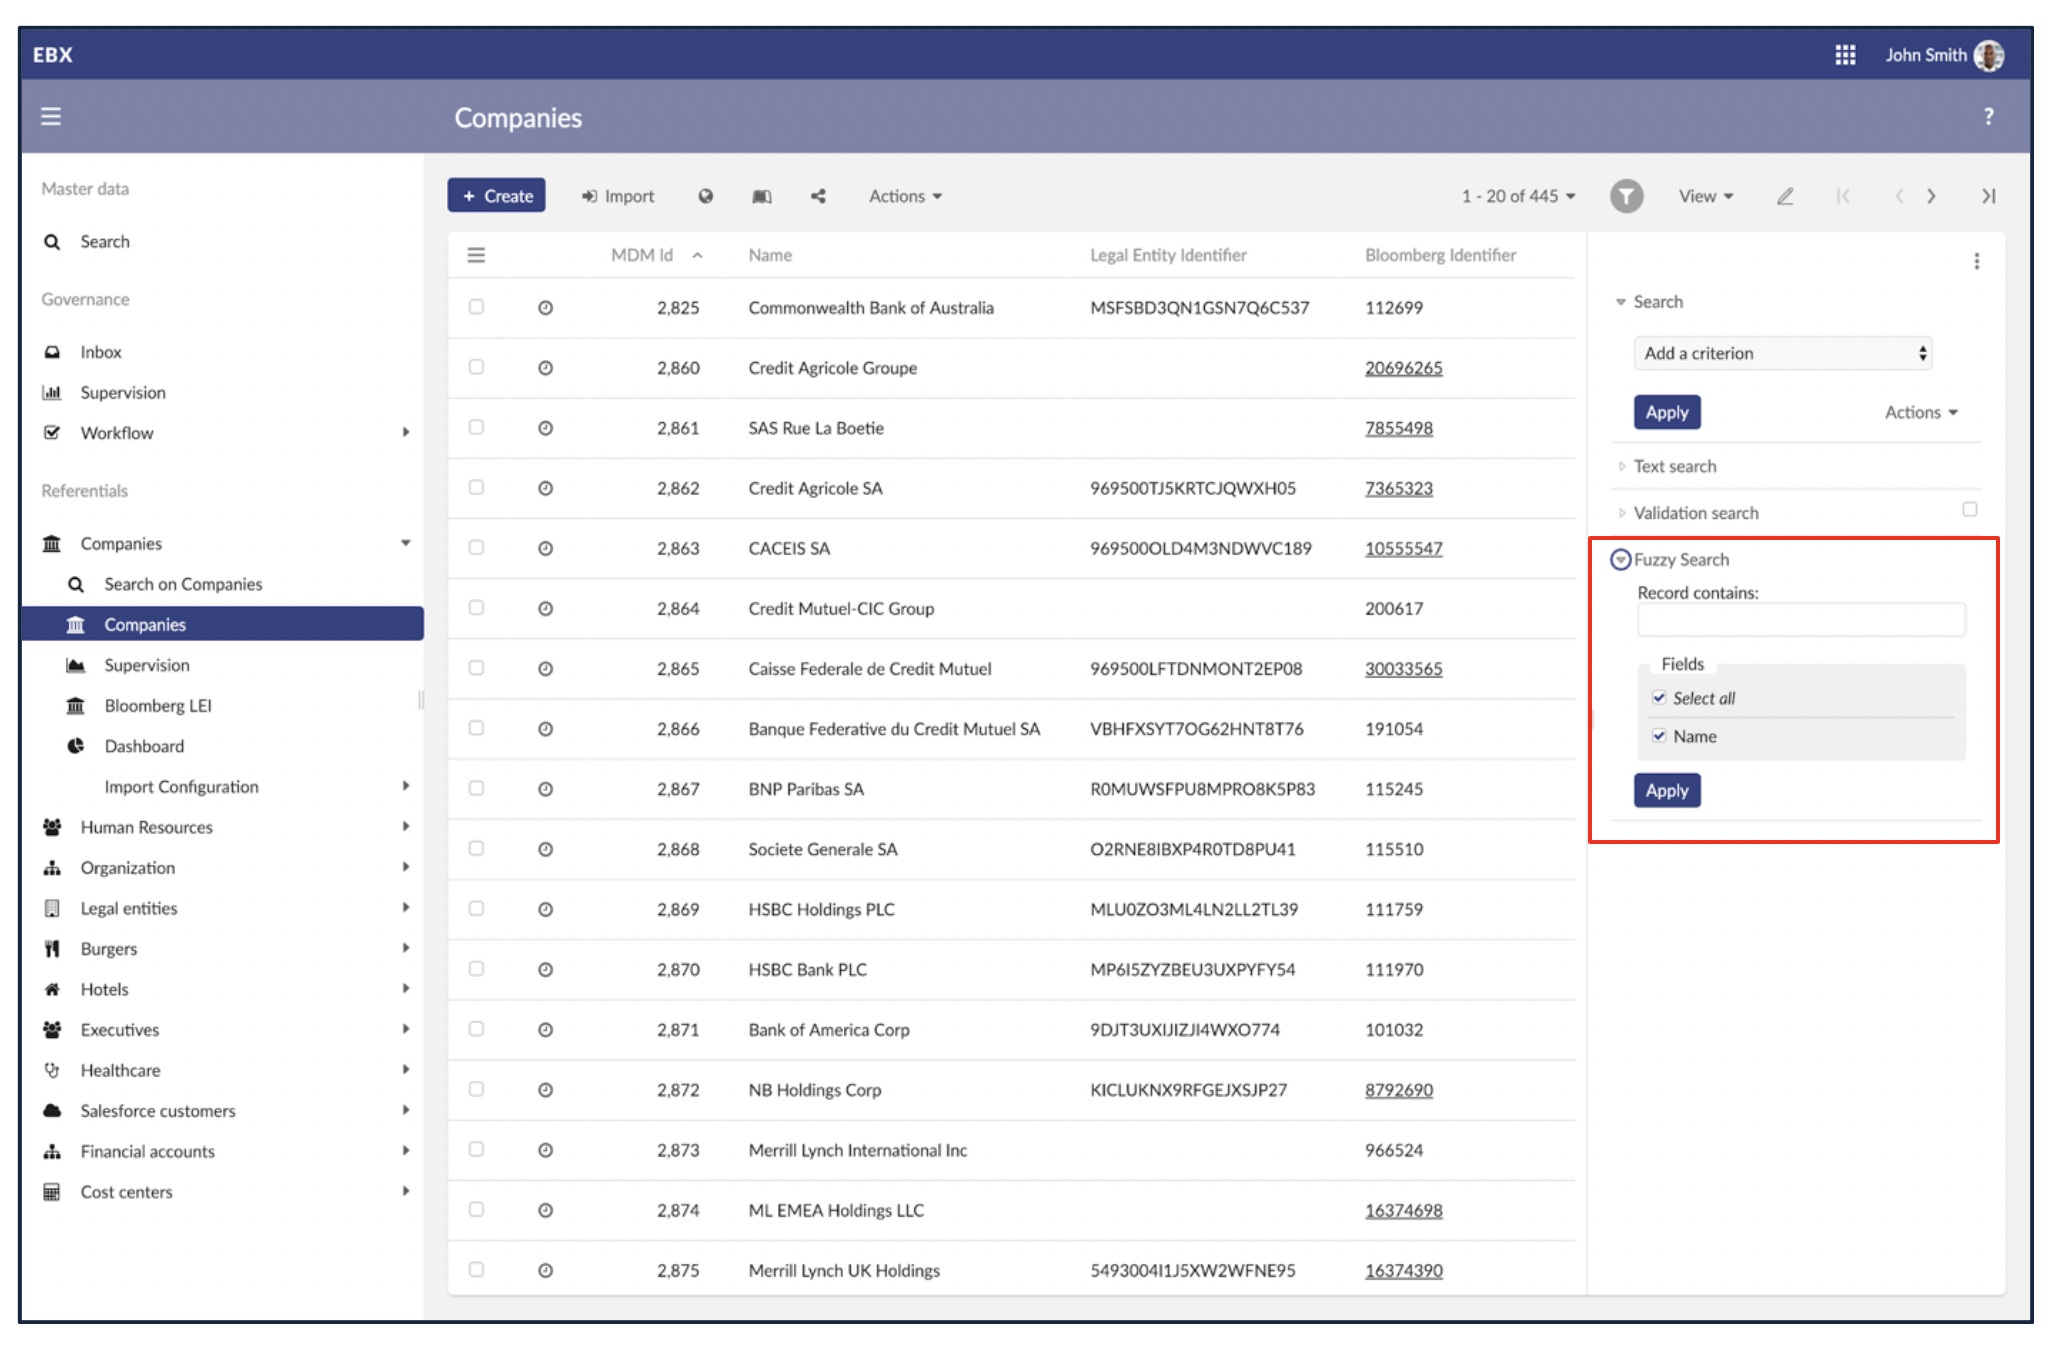 EBX
John Smith
Companies
?
Master data
Search
Governance
Inbox
Supervision
Workflow
Referentials
Companies
Search on Companies
Companies
Supervision
Bloomberg LEI
Dashboard
Import Configuration
Human Resources
Organization
Legal entities
Burgers
Hotels
Executives
Healthcare
Salesforce customers
Financial accounts
Cost centers
+ Create Import Actions 1 - 20 of 445 View
MDM Id Name Legal Entity Identifier Bloomberg Identifier
2,825 Commonwealth Bank of Australia MSFSBD3QN1GSN7Q6C537 112699
2,860 Credit Agricole Groupe 20696265
2,861 SAS Rue La Boetie 7855498
2,862 Credit Agricole SA 969500TJ5KRTCJQWXH05 7365323
2,863 CACEIS SA 969500OLD4M3NDWVC189 10555547
2,864 Credit Mutuel-CIC Group 200617
2,865 Caisse Federale de Credit Mutuel 969500LFTDNMONT2EP08 30033565
2,866 Banque Federative du Credit Mutuel SA VBHFXSYT7OG62HNT8T76 191054
2,867 BNP Paribas SA R0MUWSFPU8MPRO8K5P83 115245
2,868 Societe Generale SA O2RNE8IBXP4R0TD8PU41 115510
2,869 HSBC Holdings PLC MLU0ZO3ML4LN2LL2TL39 111759
2,870 HSBC Bank PLC MP6I5ZYZBEU3UXPYFY54 111970
2,871 Bank of America Corp 9DJT3UXIJIZJI4WXO774 101032
2,872 NB Holdings Corp KICLUKNX9RFGEJXSJP27 8792690
2,873 Merrill Lynch International Inc 966524
2,874 ML EMEA Holdings LLC 16374698
2,875 Merrill Lynch UK Holdings 5493004I1J5XW2WFNE95 16374390
Search
Add a criterion
Apply Actions
Text search
Validation search
Fuzzy Search
Record contains:
Fields
Select all
Name
Apply